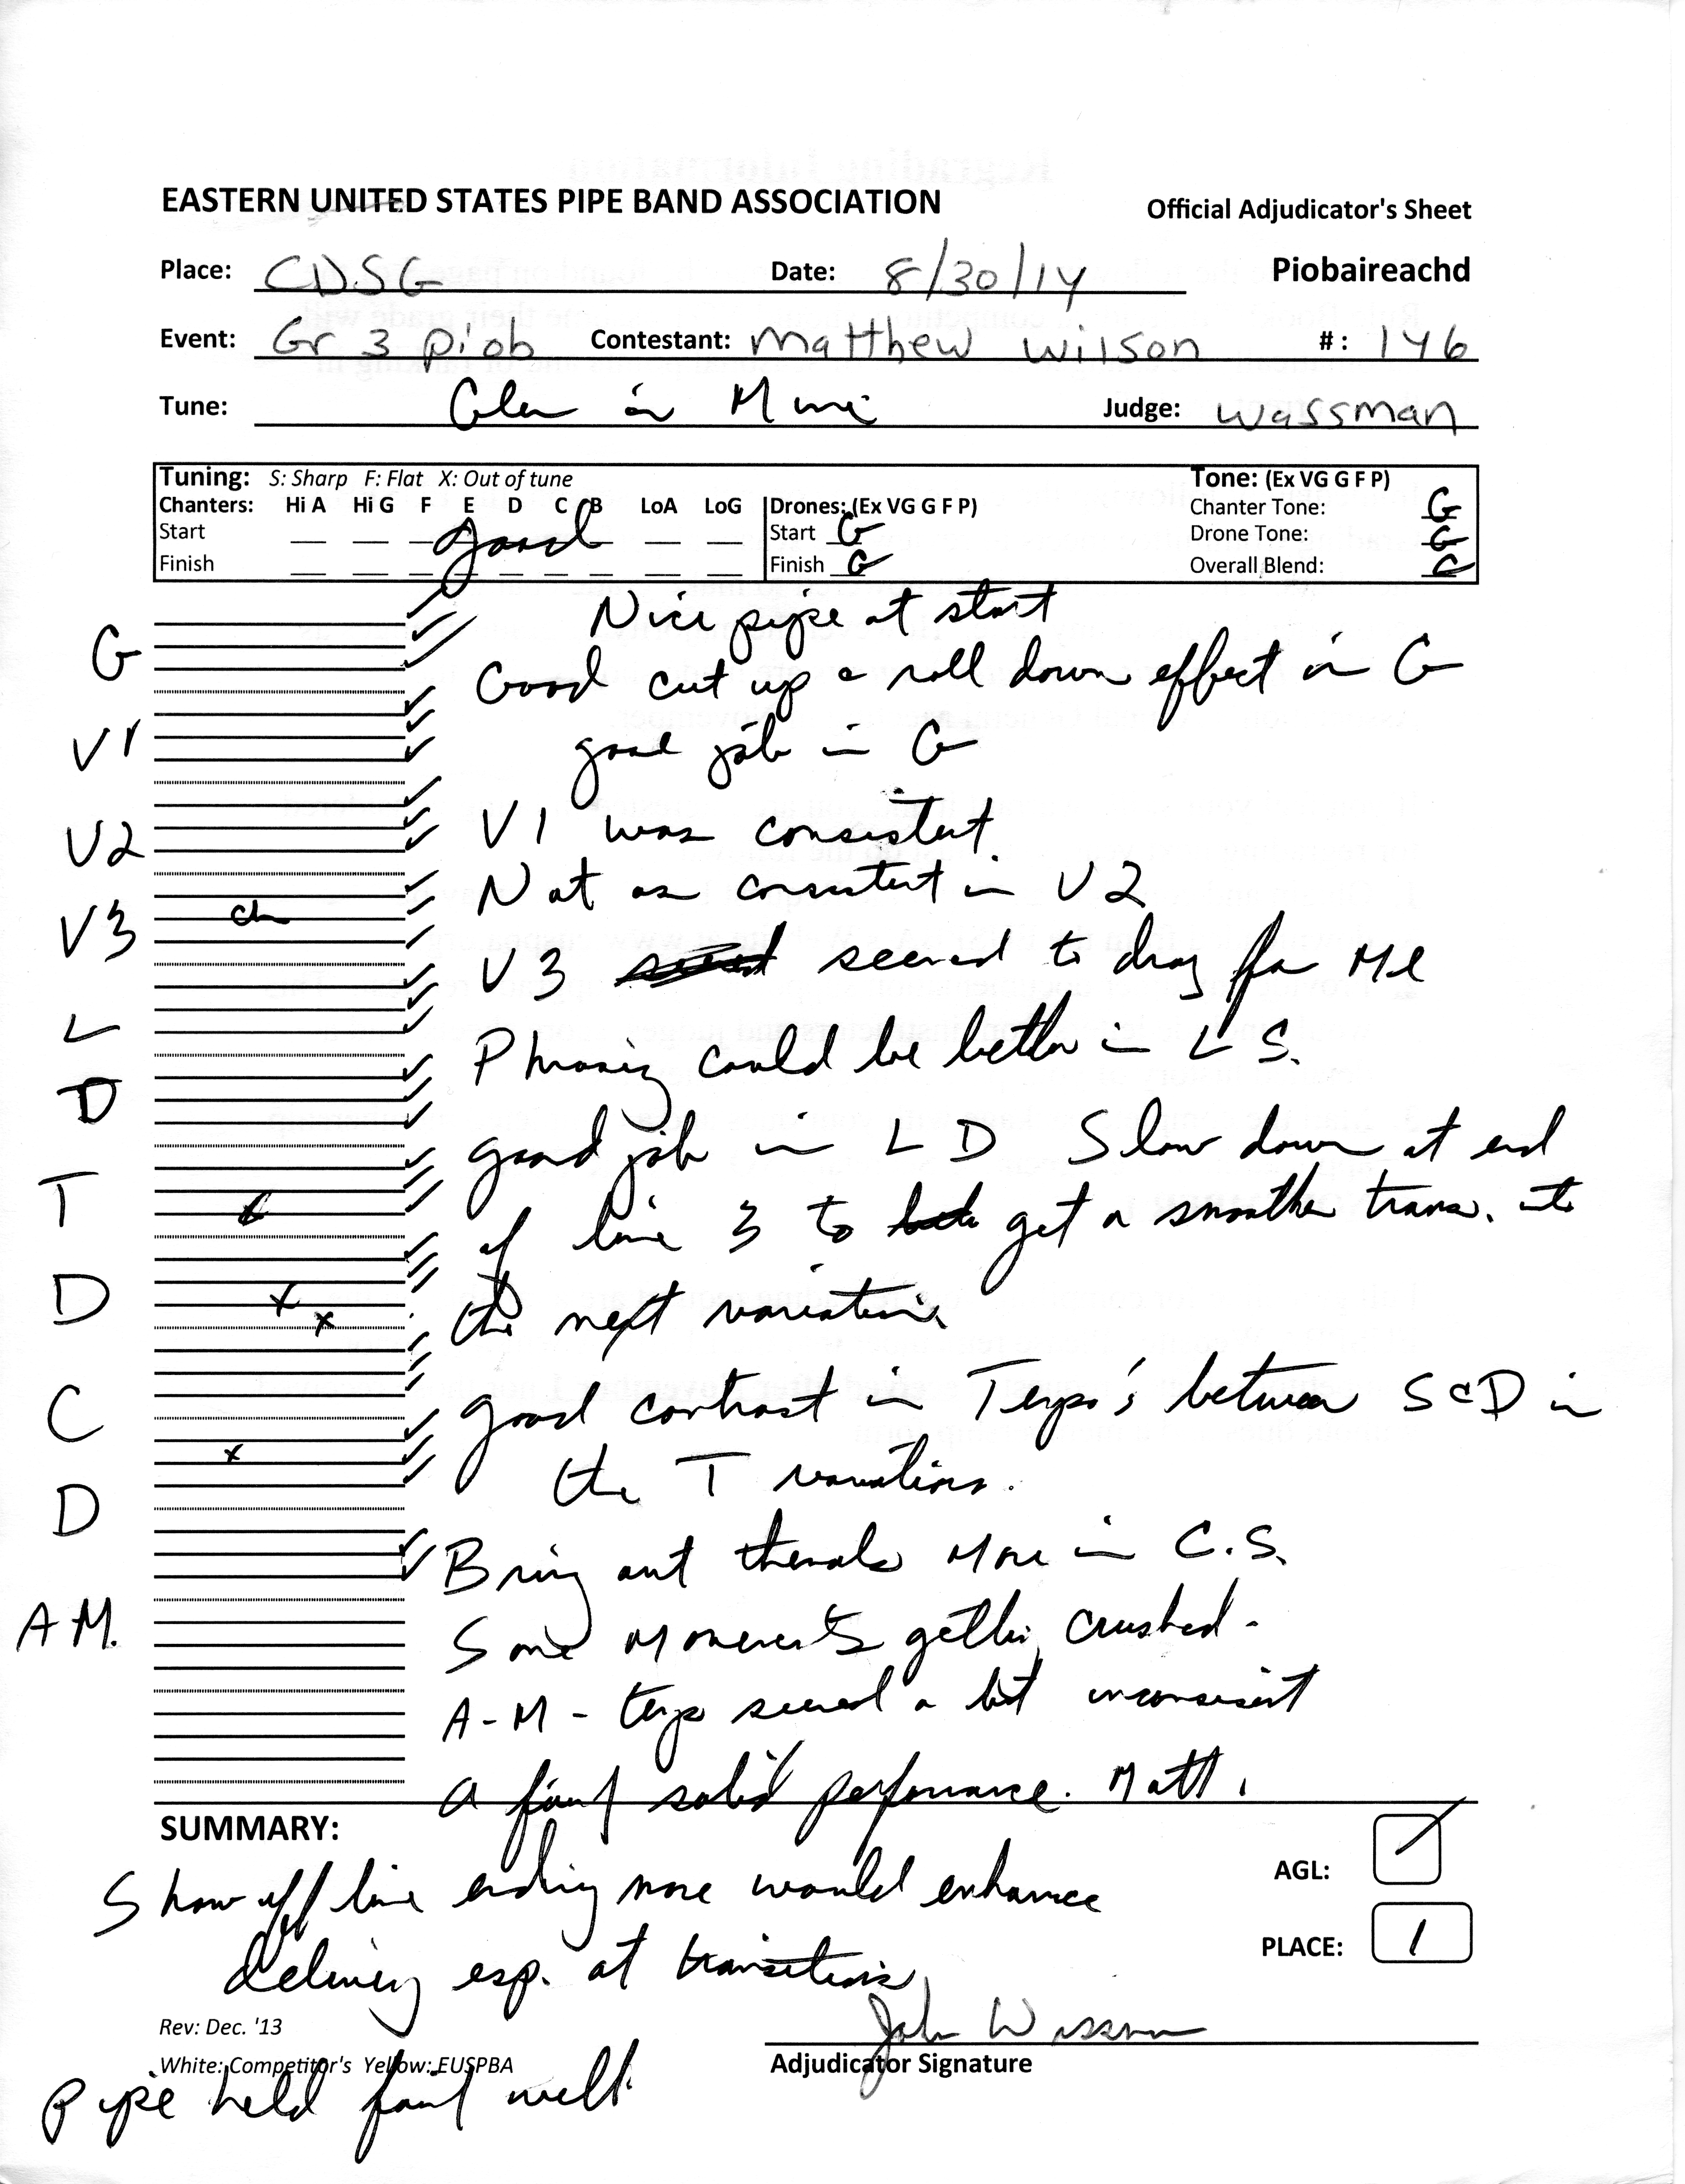 EASTERN UNITED STATES PIPE BAND ASSOCIATION
Official Adjudicator's Sheet
Place: CDSG Date: 8/30/14 Piobaireachd
Event: Gr 3 piob Contestant: Matthew Wilson #: 146
Tune: Glen is Mine Judge: Wassman
Tuning: S: Sharp F: Flat X: Out of tune Tone: (Ex VG G F P)
Chanters: Hi A Hi G F E D C B LoA LoG Drones: (Ex VG G F P) Chanter Tone: G
Start good Start G Drone Tone: G
Finish Finish G Overall Blend: G
Nice pipe at start
G Good cut up & roll down effect in G
V1 good job in G
V2 V1 was consistent
Not as consistent in V2
V3 ch
V3 seemed to drag for me
L Phrasing could be better in L S.
D
good job in L D Slow down at end
T x of line 3 to get a smoother trans. into
D x x the next variation
C good contrast in Tempo's between S & D in
x the T variations.
D
Bring out themals more in C.S.
A M. Some movements getting crushed -
A-M - tempo seemed a bit inconsisent
a fairly solid performance. Matt.
SUMMARY:
Show off line ending more would enhance
delivery esp. at transitions
AGL:
PLACE: 1
Rev: Dec. '13
John Wassman
White: Competitor's Yellow: EUSPBA Adjudicator Signature
Pipe held fairly well